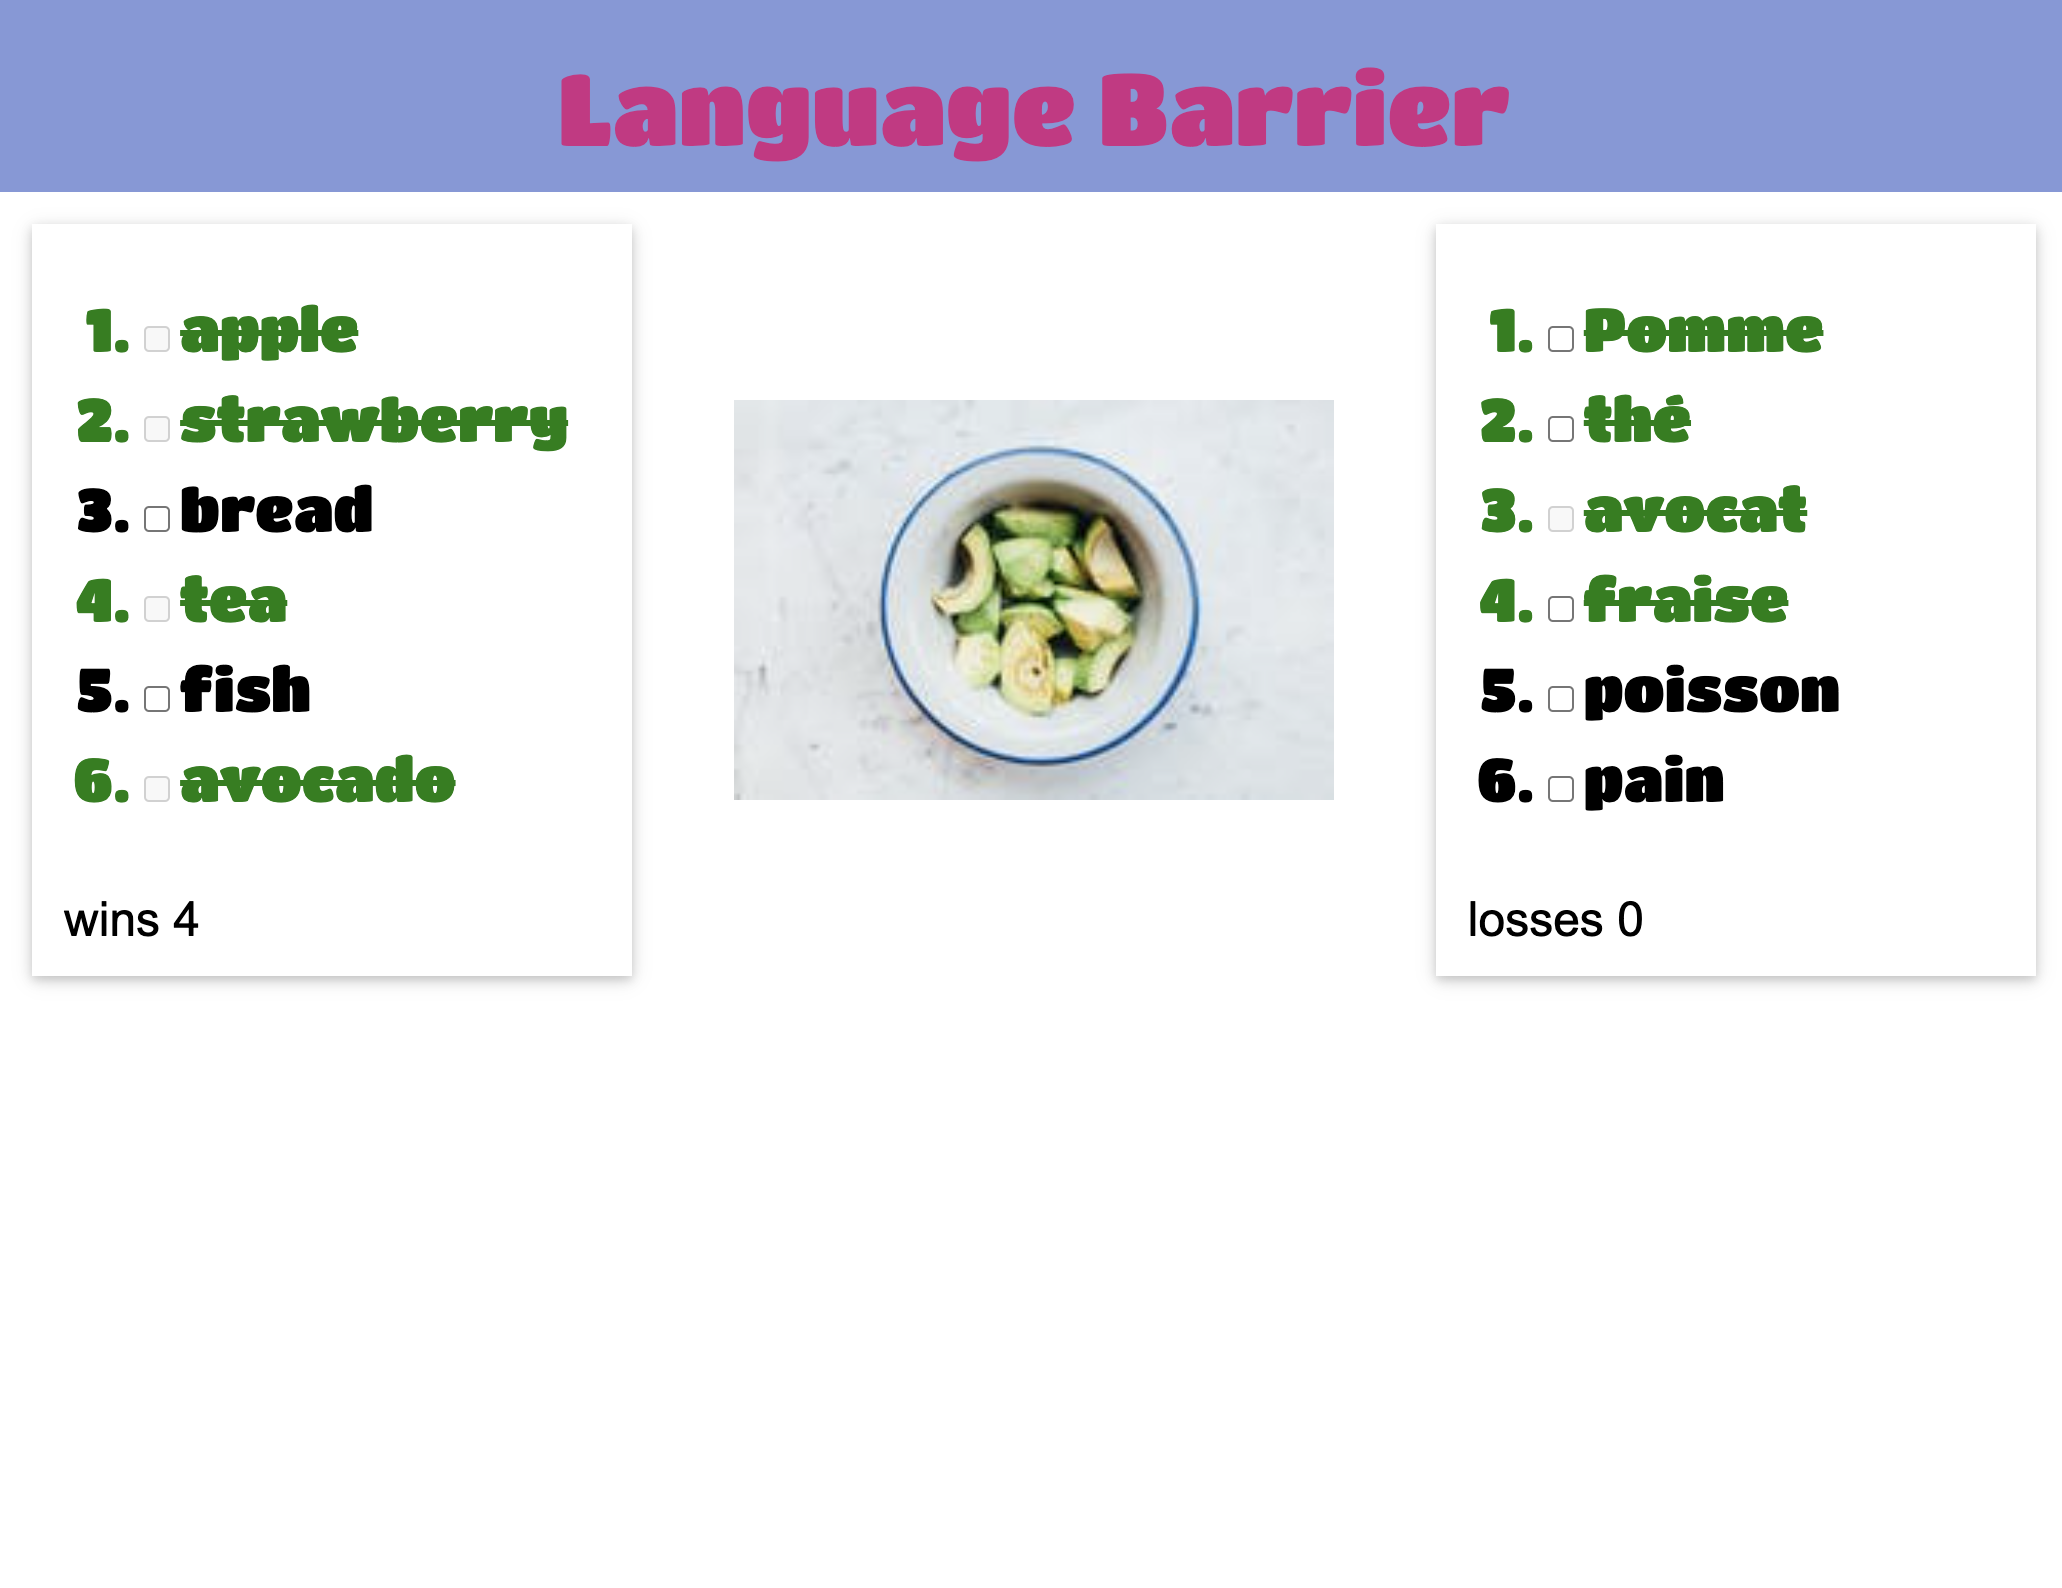 Language Barrier
1. apple
2. strawberry
3. bread
4. tea
5. fish
6. avocado
wins 4
1. Pomme
2. thé
3. avocat
4. fraise
5. poisson
6. pain
losses 0